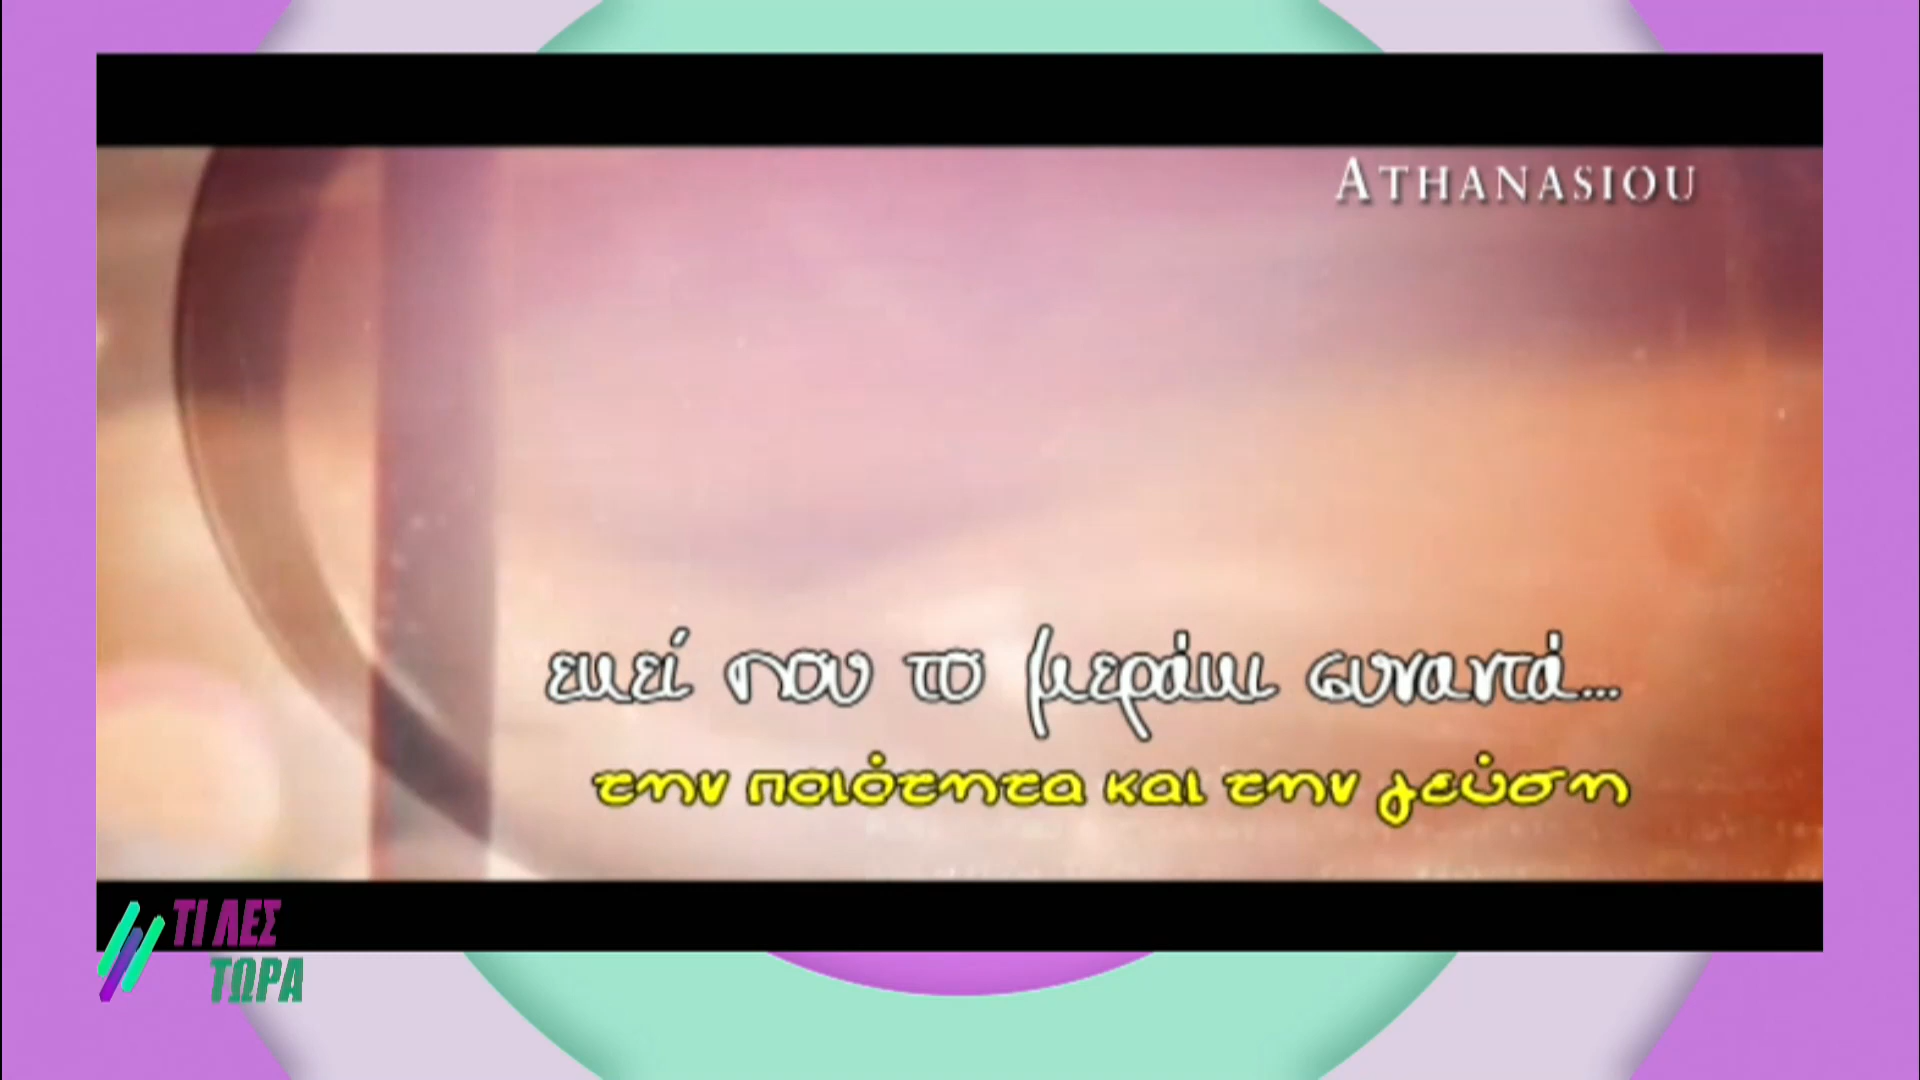 ATHANASIOU
εκεί που το μεράκι συναντά...
την ποιότητα και την γεύση
ΤΙ ΛΕΣ
ΤΩΡΑ